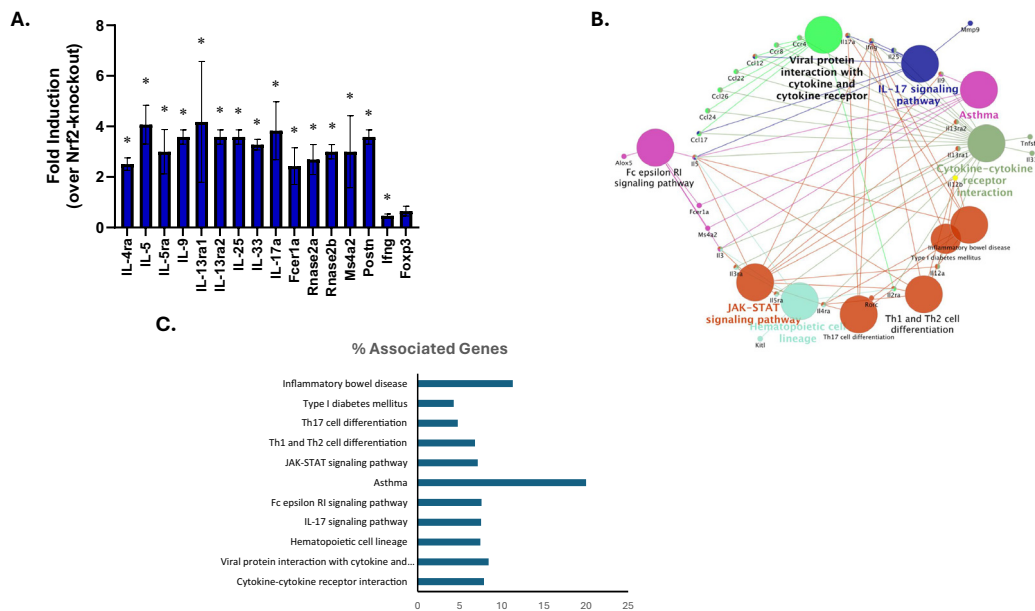 A.
8
6
4
2
0
Fold Induction
(over Nrf2-knockout)
* * * * * * * * * * * * * * *
IL-4ra
IL-5
IL-5ra
IL-9
IL-13ra1
IL-13ra2
IL-25
IL-33
IL-17a
Fcer1a
Rnase2a
Rnase2b
Ms4a2
Postn
Ifng
Foxp3
B.
Mmp9
Ccr4
Il17a
Ifng
Ccr8
Il25
Ccl12
Viral protein
interaction with
cytokine and
cytokine receptor
IL-17 signaling
pathway
Il9
Ccl22
Asthma
Ccl26
Ccl24
Il13ra2
Ccl17
Cytokine-cytokine
receptor
interaction
Tnfsf
Il3
Il13ra1
Il5
Alox5
Fc epsilon RI
signaling pathway
Il12b
Fcer1a
Ms4a2
Inflammatory bowel disease
Type I diabetes mellitus
Il3
Il3ra
Il12a
JAK-STAT
signaling pathway
Il5ra
Il4ra
Il2ra
Rorc
Th1 and Th2 cell
differentiation
Hematopoietic cell
lineage
Th17 cell differentiation
Kitl
C.
% Associated Genes
Inflammatory bowel disease
Type I diabetes mellitus
Th17 cell differentiation
Th1 and Th2 cell differentiation
JAK-STAT signaling pathway
Asthma
Fc epsilon RI signaling pathway
IL-17 signaling pathway
Hematopoietic cell lineage
Viral protein interaction with cytokine and...
Cytokine-cytokine receptor interaction
0 5 10 15 20 25